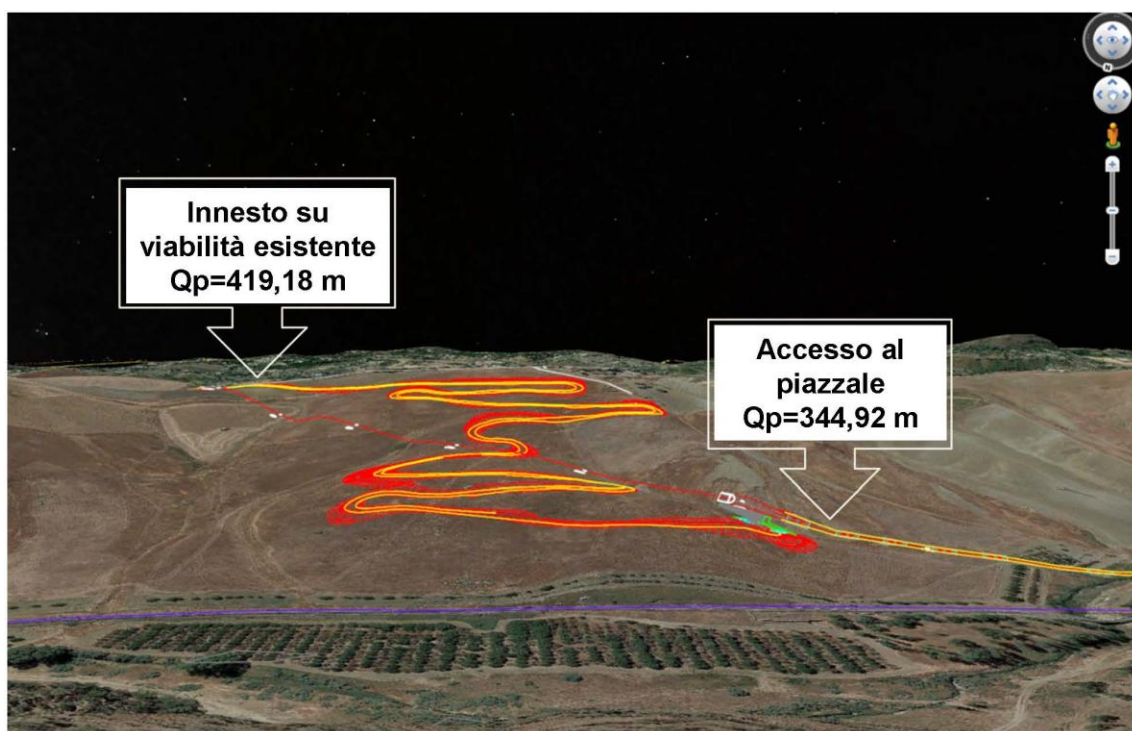 Innesto su
viabilità esistente
Qp=419,18 m
Accesso al
piazzale
Qp=344,92 m